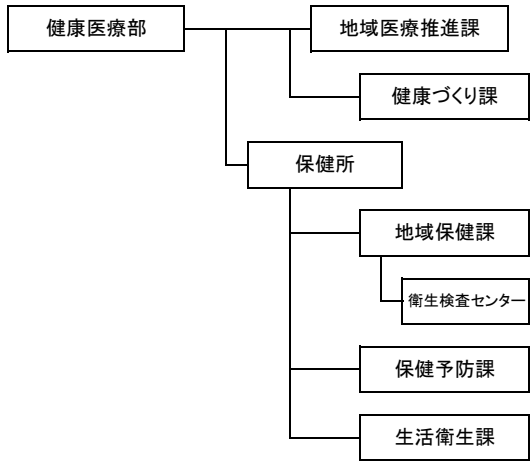 健康医療部
地域医療推進課
健康づくり課
保健所
地域保健課
衛生検査センター
保健予防課
生活衛生課